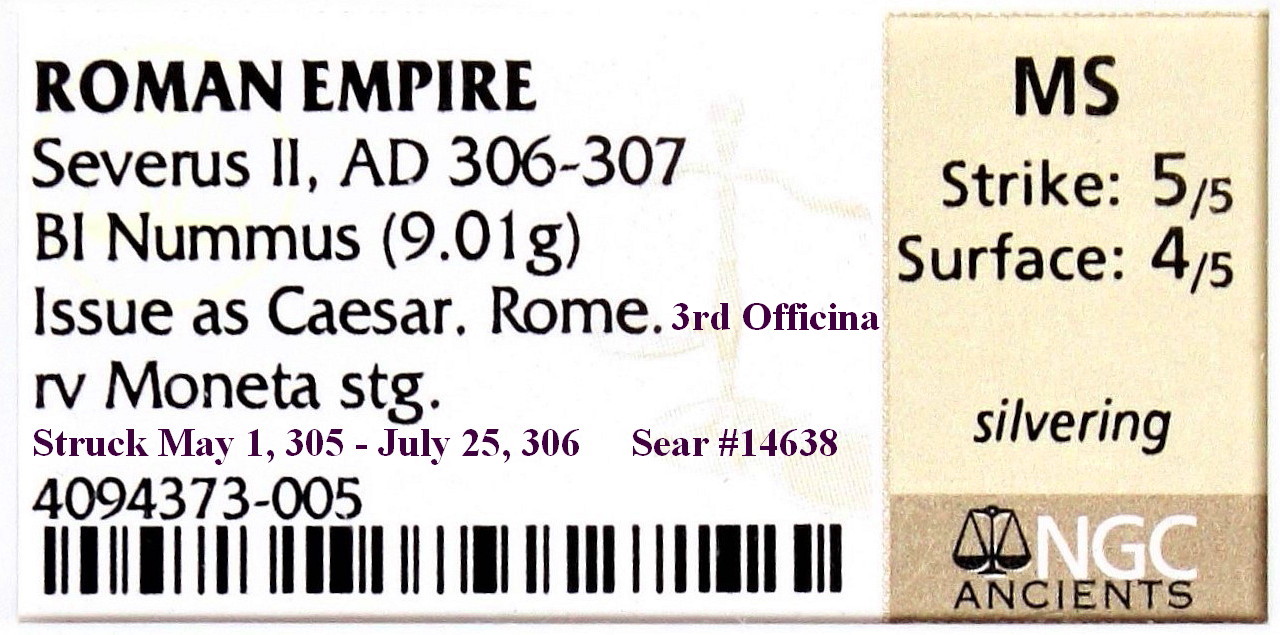 ROMAN EMPIRE
Severus II, AD 306-307
BI Nummus (9.01g)
Issue as Caesar. Rome. 3rd Officina
rv Moneta stg.
Struck May 1, 305 - July 25, 306 Sear #14638
4094373-005
MS
Strike: 5/5
Surface: 4/5
silvering
NGC
ANCIENTS